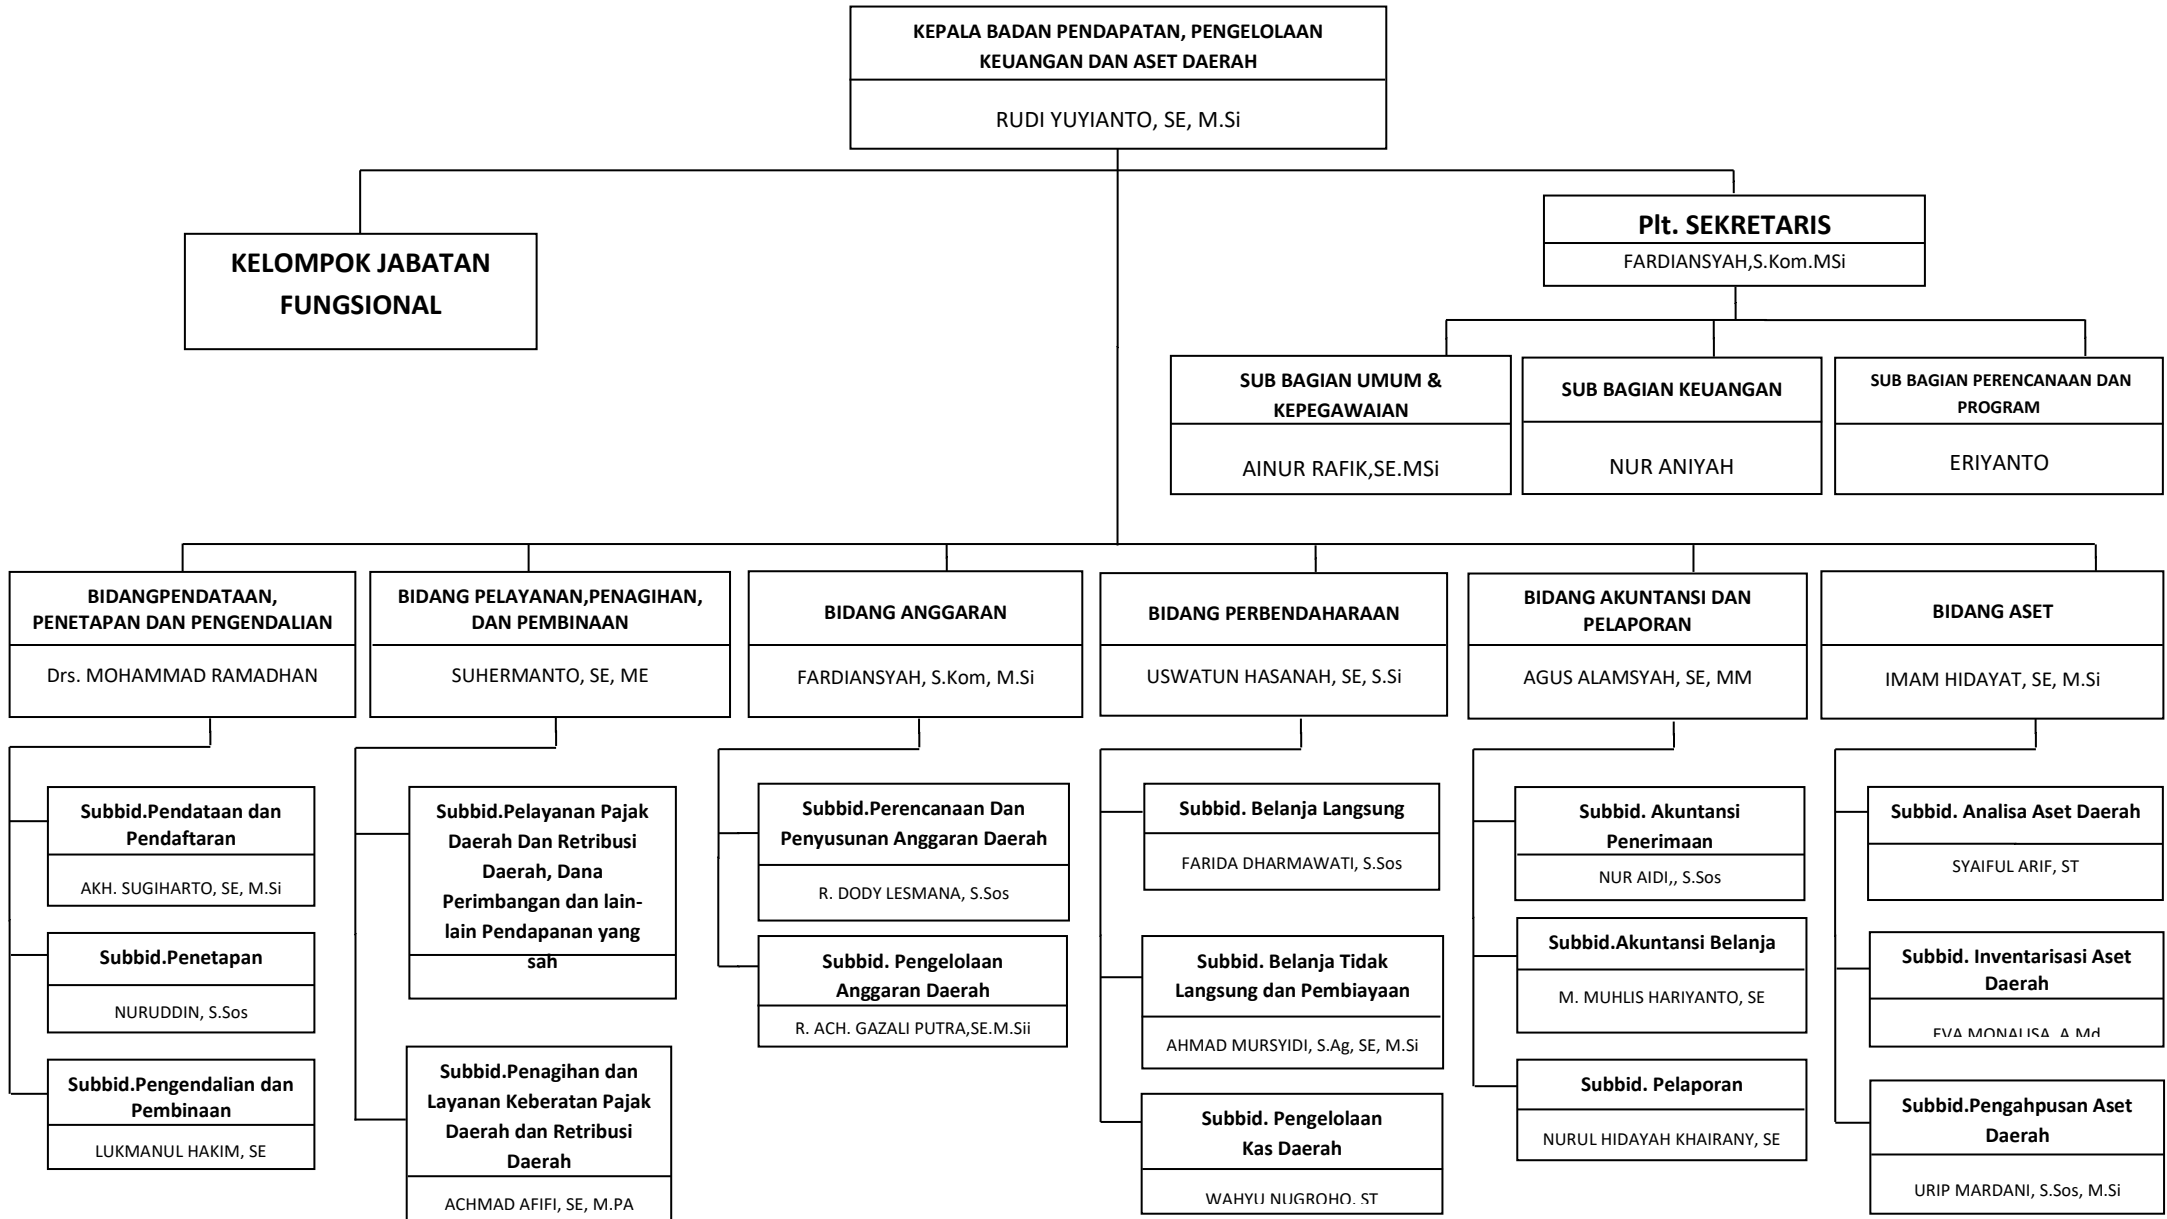 KEPALA BADAN PENDAPATAN, PENGELOLAAN
KEUANGAN DAN ASET DAERAH
RUDI YUYIANTO, SE, M.Si
KELOMPOK JABATAN
FUNGSIONAL
Plt. SEKRETARIS
FARDIANSYAH,S.Kom.MSi
SUB BAGIAN UMUM &
KEPEGAWAIAN
AINUR RAFIK,SE.MSi
SUB BAGIAN KEUANGAN
NUR ANIYAH
SUB BAGIAN PERENCANAAN DAN
PROGRAM
ERIYANTO
BIDANGPENDATAAN,
PENETAPAN DAN PENGENDALIAN
Drs. MOHAMMAD RAMADHAN
BIDANG PELAYANAN,PENAGIHAN,
DAN PEMBINAAN
SUHERMANTO, SE, ME
BIDANG ANGGARAN
FARDIANSYAH, S.Kom, M.Si
BIDANG PERBENDAHARAAN
USWATUN HASANAH, SE, S.Si
BIDANG AKUNTANSI DAN
PELAPORAN
AGUS ALAMSYAH, SE, MM
BIDANG ASET
IMAM HIDAYAT, SE, M.Si
Subbid.Pendataan dan
Pendaftaran
AKH. SUGIHARTO, SE, M.Si
Subbid.Penetapan
NURUDDIN, S.Sos
Subbid.Pengendalian dan
Pembinaan
LUKMANUL HAKIM, SE
Subbid.Pelayanan Pajak
Daerah Dan Retribusi
Daerah, Dana
Perimbangan dan lain-
lain Pendapanan yang
sah
Subbid.Penagihan dan
Layanan Keberatan Pajak
Daerah dan Retribusi
Daerah
ACHMAD AFIFI, SE, M.PA
Subbid.Perencanaan Dan
Penyusunan Anggaran Daerah
R. DODY LESMANA, S.Sos
Subbid. Pengelolaan
Anggaran Daerah
R. ACH. GAZALI PUTRA,SE.M.Sii
Subbid. Belanja Langsung
FARIDA DHARMAWATI, S.Sos
Subbid. Belanja Tidak
Langsung dan Pembiayaan
AHMAD MURSYIDI, S.Ag, SE, M.Si
Subbid. Pengelolaan
Kas Daerah
WAHYU NUGROHO, ST
Subbid. Akuntansi
Penerimaan
NUR AIDI,, S.Sos
Subbid.Akuntansi Belanja
M. MUHLIS HARIYANTO, SE
Subbid. Pelaporan
NURUL HIDAYAH KHAIRANY, SE
Subbid. Analisa Aset Daerah
SYAIFUL ARIF, ST
Subbid. Inventarisasi Aset
Daerah
EVA MONALISA, A.Md
Subbid.Pengahpusan Aset
Daerah
URIP MARDANI, S.Sos, M.Si